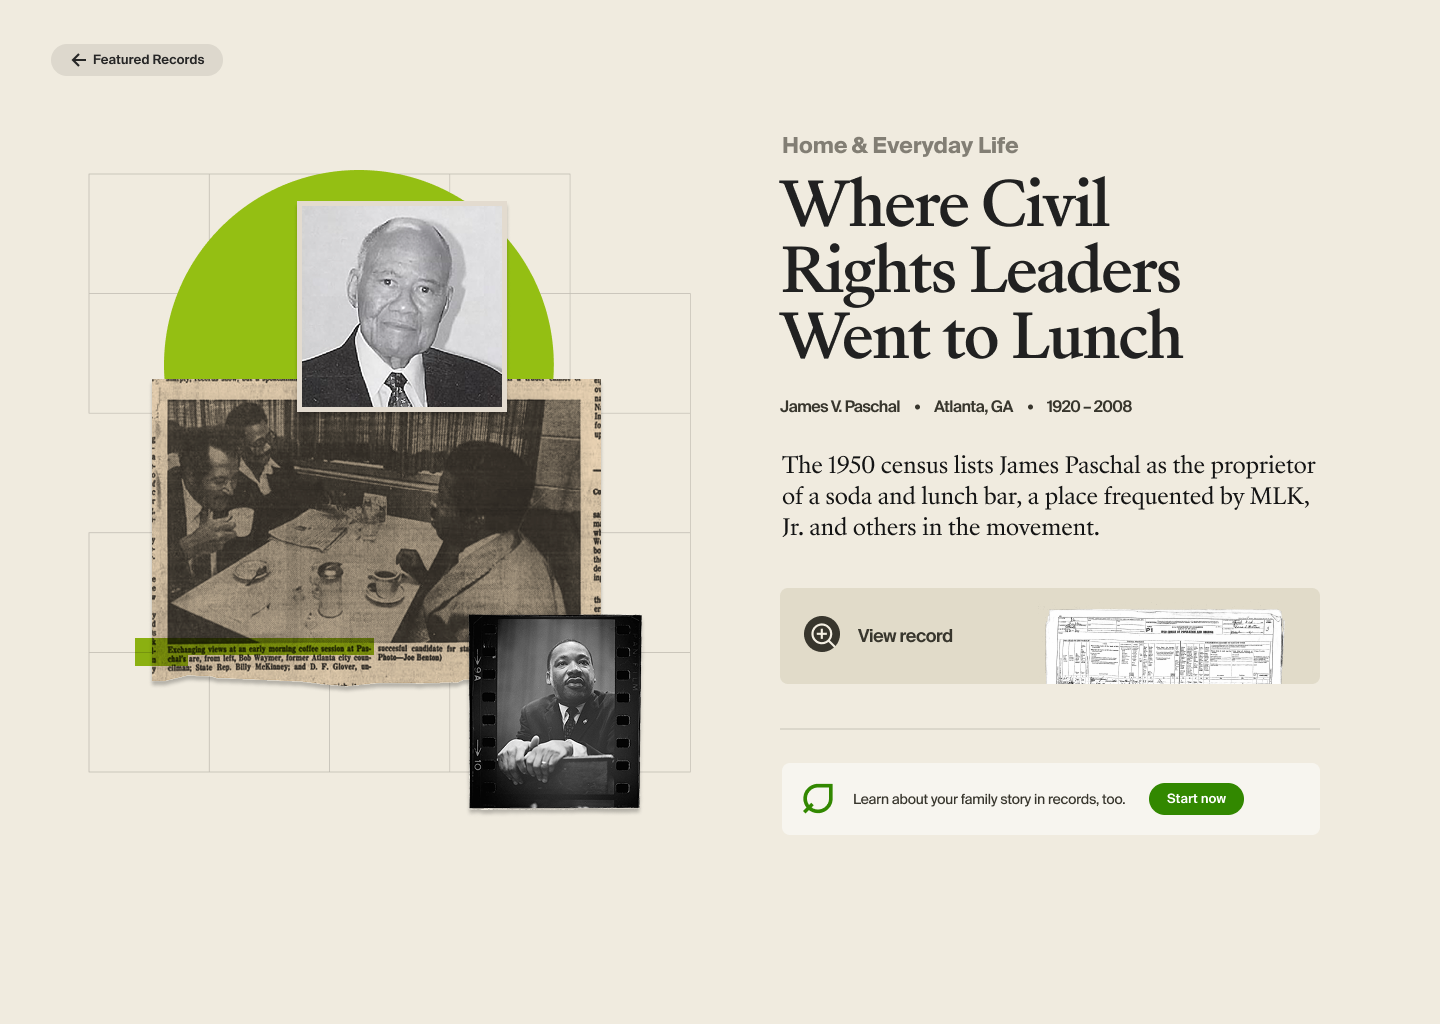 Featured Records
Home & Everyday Life
Where Civil
Rights Leaders
Went to Lunch
James V. Paschal • Atlanta, GA • 1920 – 2008
The 1950 census lists James Paschal as the proprietor
of a soda and lunch bar, a place frequented by MLK,
Jr. and others in the movement.
View record
Learn about your family story in records, too.
Start now
Exchanging views at an early morning coffee session at Pas-
chal's are, from left, Bob Waymer, former Atlanta city coun-
cilman; State Rep. Billy McKinney; and D. F. Glover, un-
succesful candidate for sta
Photo—Joe Benton)
9A
10